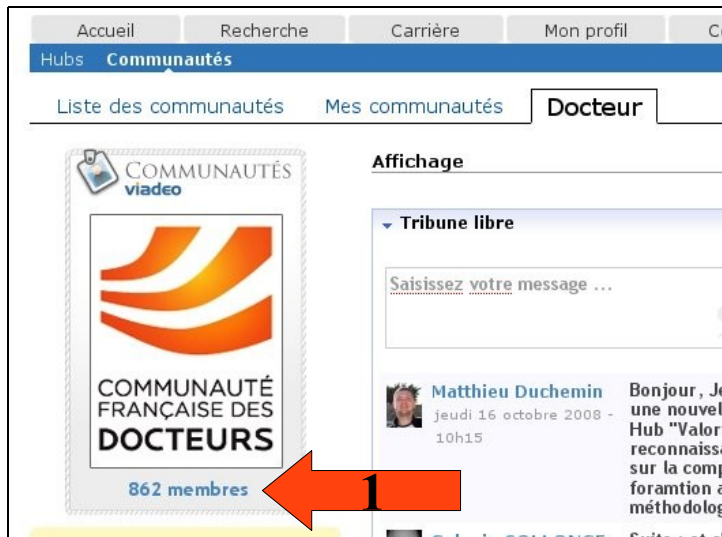 Accueil Recherche Carrière Mon profil
Hubs Communautés
Liste des communautés Mes communautés Docteur
COMMUNAUTÉS
viadeo
COMMUNAUTÉ
FRANÇAISE DES
DOCTEURS
862 membres
1
Affichage
Tribune libre
Saisissez votre message ...
Matthieu Duchemin
jeudi 16 octobre 2008 -
10h15
Bonjour, Je
une nouvel
Hub "Valor
reconnaissa
sur la comp
foramtion a
méthodolog